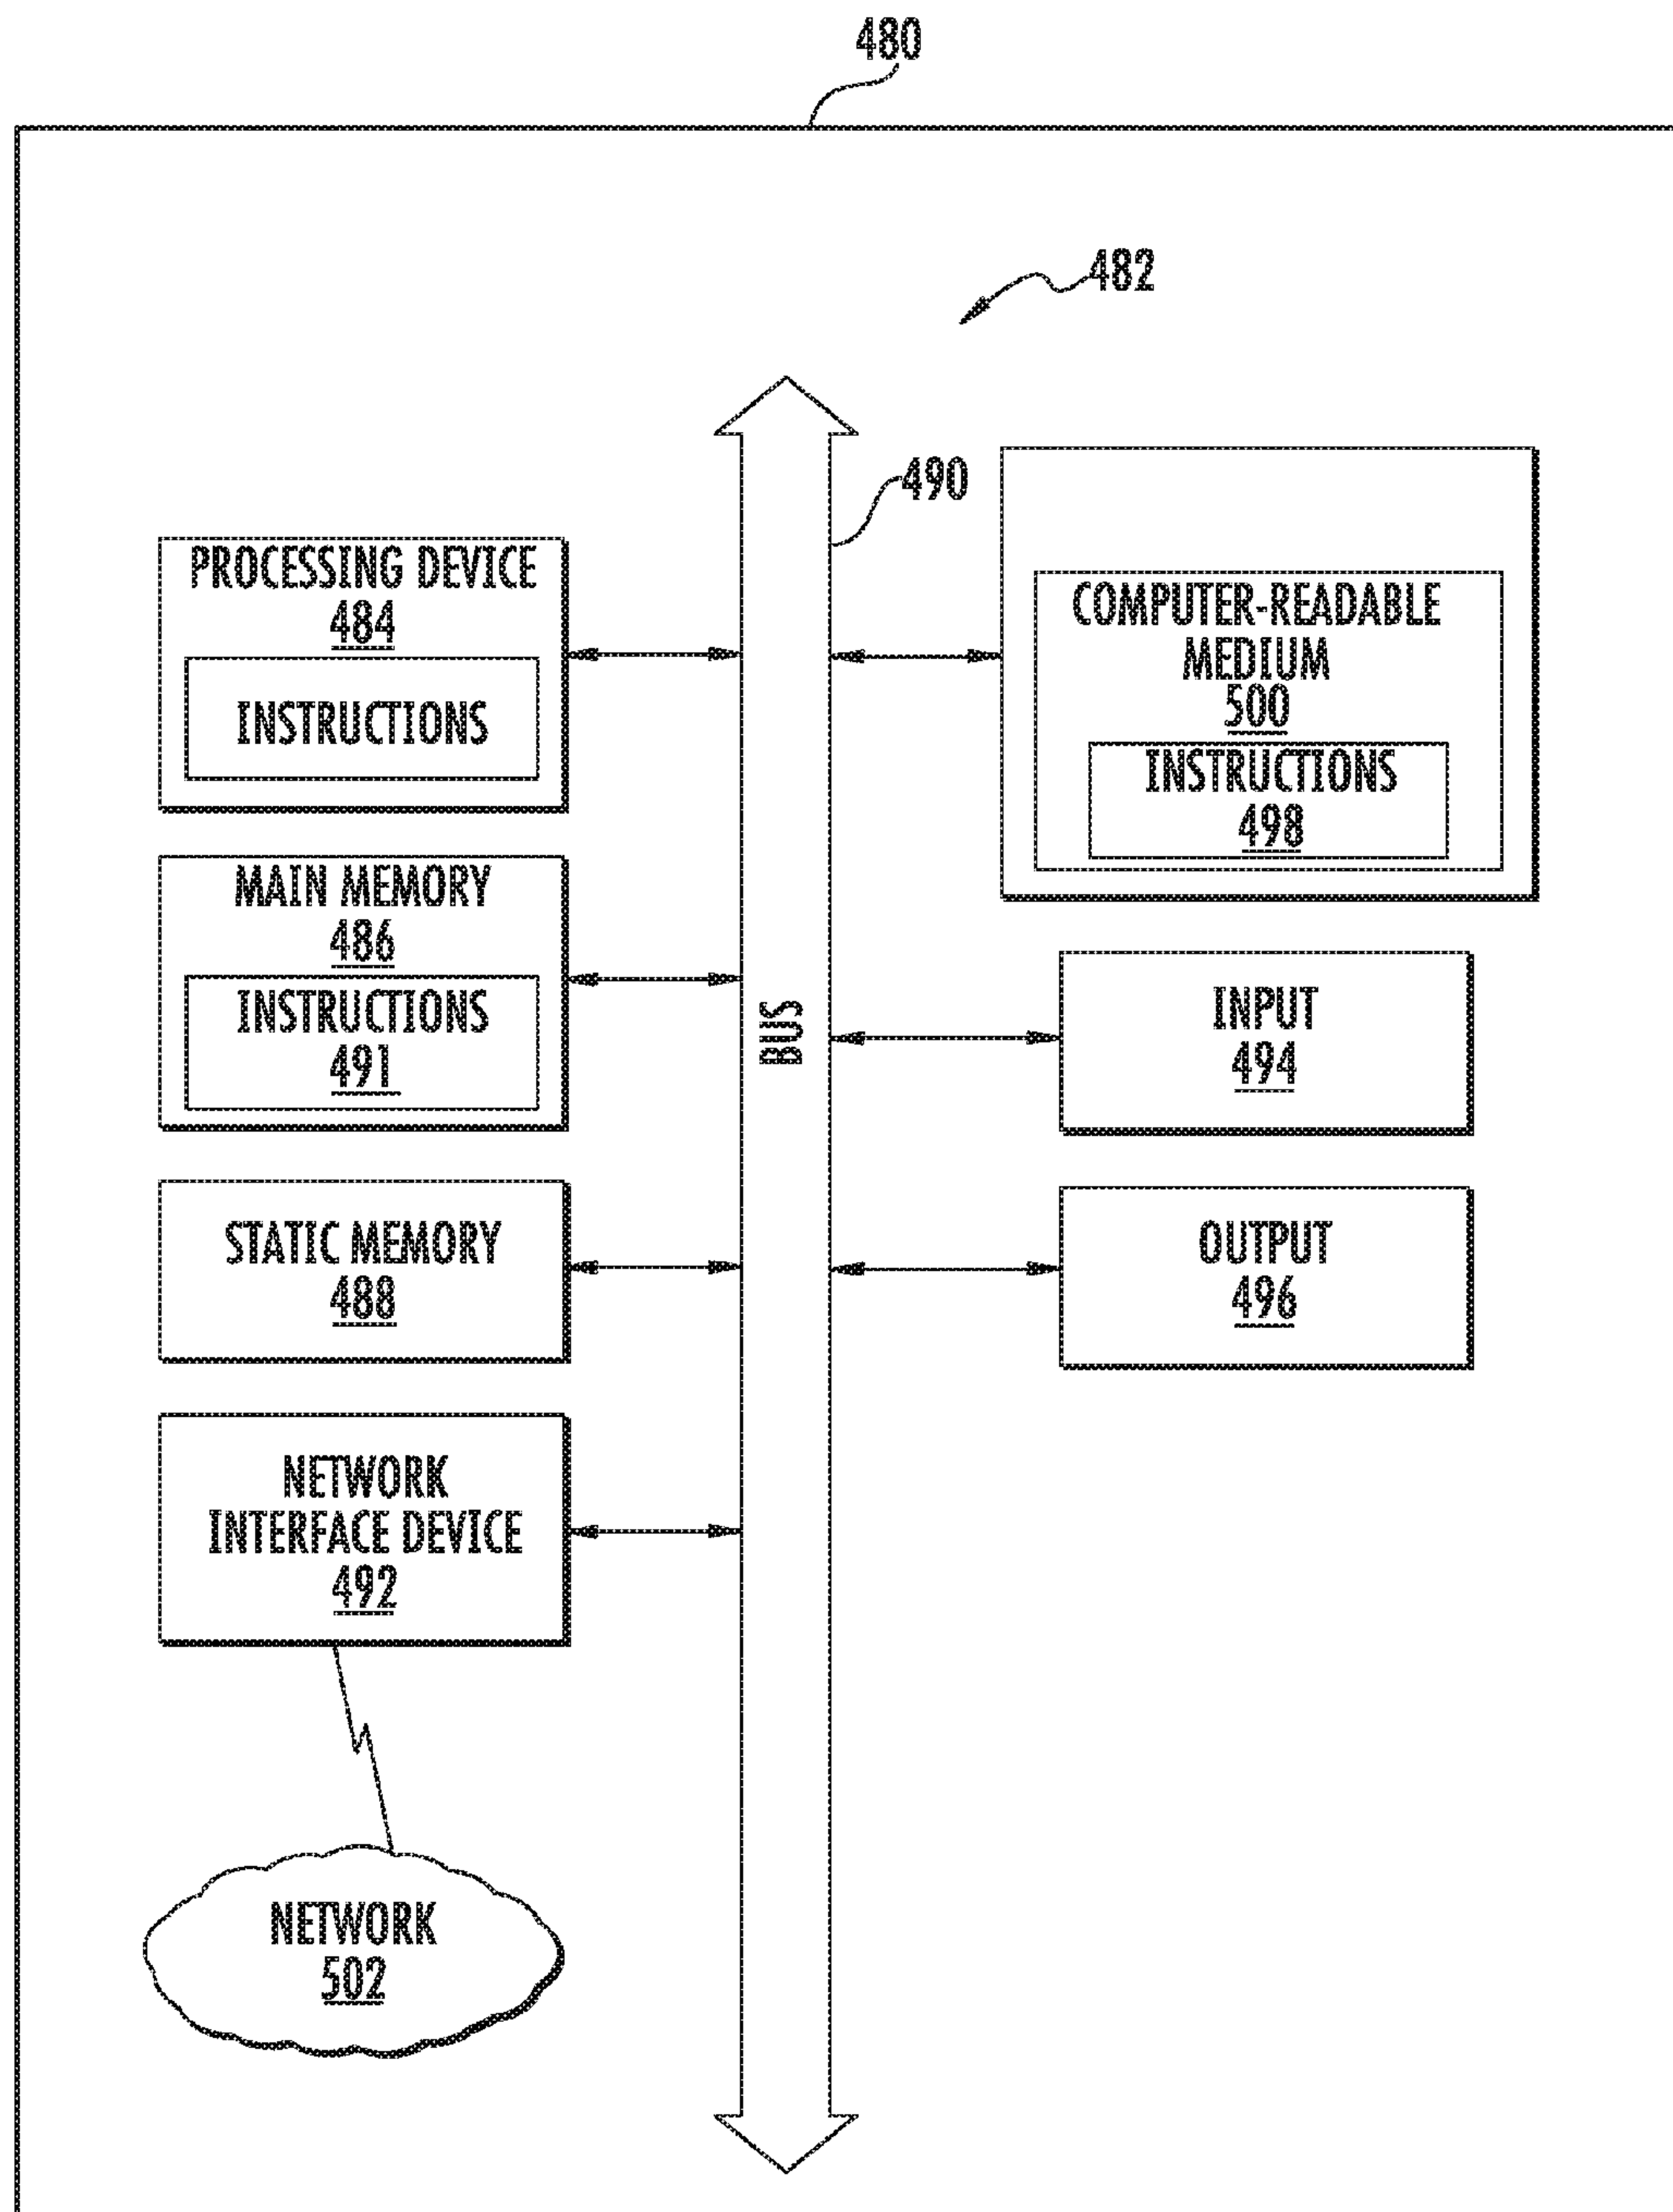 480
482
490
PROCESSING DEVICE
484
INSTRUCTIONS
MAIN MEMORY
486
INSTRUCTIONS
491
STATIC MEMORY
488
NETWORK
INTERFACE DEVICE
492
NETWORK
502
BUS
COMPUTER-READABLE
MEDIUM
500
INSTRUCTIONS
498
INPUT
494
OUTPUT
496